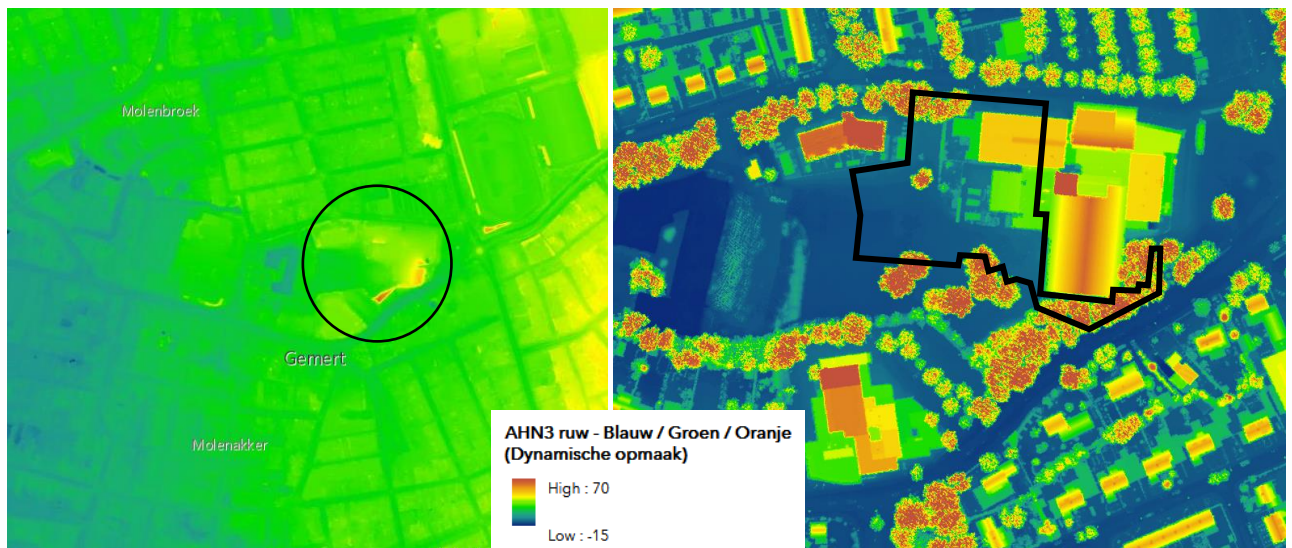 Molenbroek
Gemert
Molenakker
AHN3 ruw - Blauw / Groen / Oranje
(Dynamische opmaak)
High : 70
Low : -15